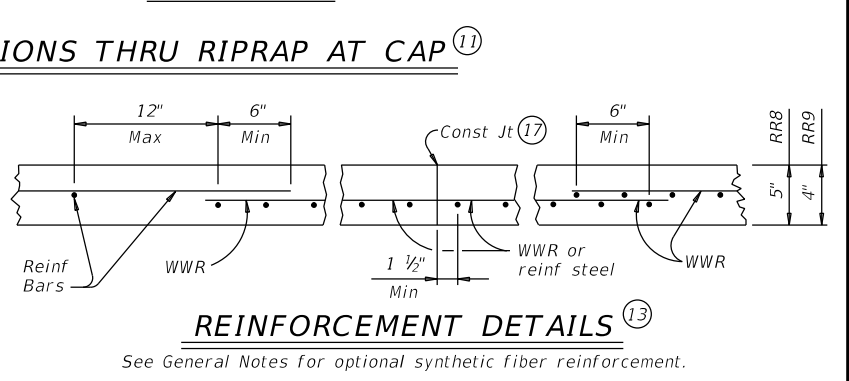 IONS THRU RIPRAP AT CAP 11
12"
Max
6"
Min
Const Jt 17
6"
Min
RR8
RR9
5"
4"
Reinf
Bars
WWR
1 ½"
Min
WWR or
reinf steel
WWR
REINFORCEMENT DETAILS 13
See General Notes for optional synthetic fiber reinforcement.